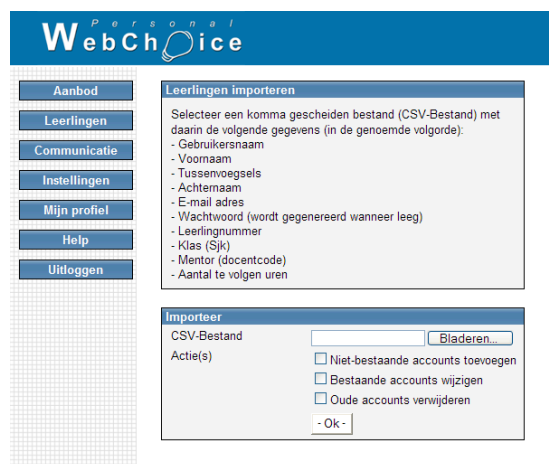 Personal
WebChoice
Aanbod
Leerlingen
Communicatie
Instellingen
Mijn profiel
Help
Uitloggen
Leerlingen importeren
Selecteer een komma gescheiden bestand (CSV-Bestand) met
daarin de volgende gegevens (in de genoemde volgorde):
- Gebruikersnaam
- Voornaam
- Tussenvoegsels
- Achternaam
- E-mail adres
- Wachtwoord (wordt gegenereerd wanneer leeg)
- Leerlingnummer
- Klas (Sjk)
- Mentor (docentcode)
- Aantal te volgen uren
Importeer
CSV-Bestand
Bladeren...
Actie(s)
Niet-bestaande accounts toevoegen
Bestaande accounts wijzigen
Oude accounts verwijderen
- Ok -